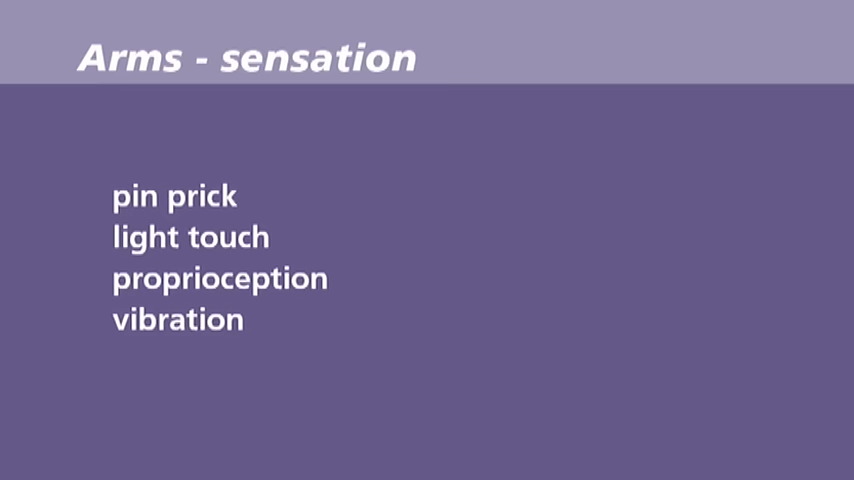 Arms - sensation
pin prick
light touch
proprioception
vibration